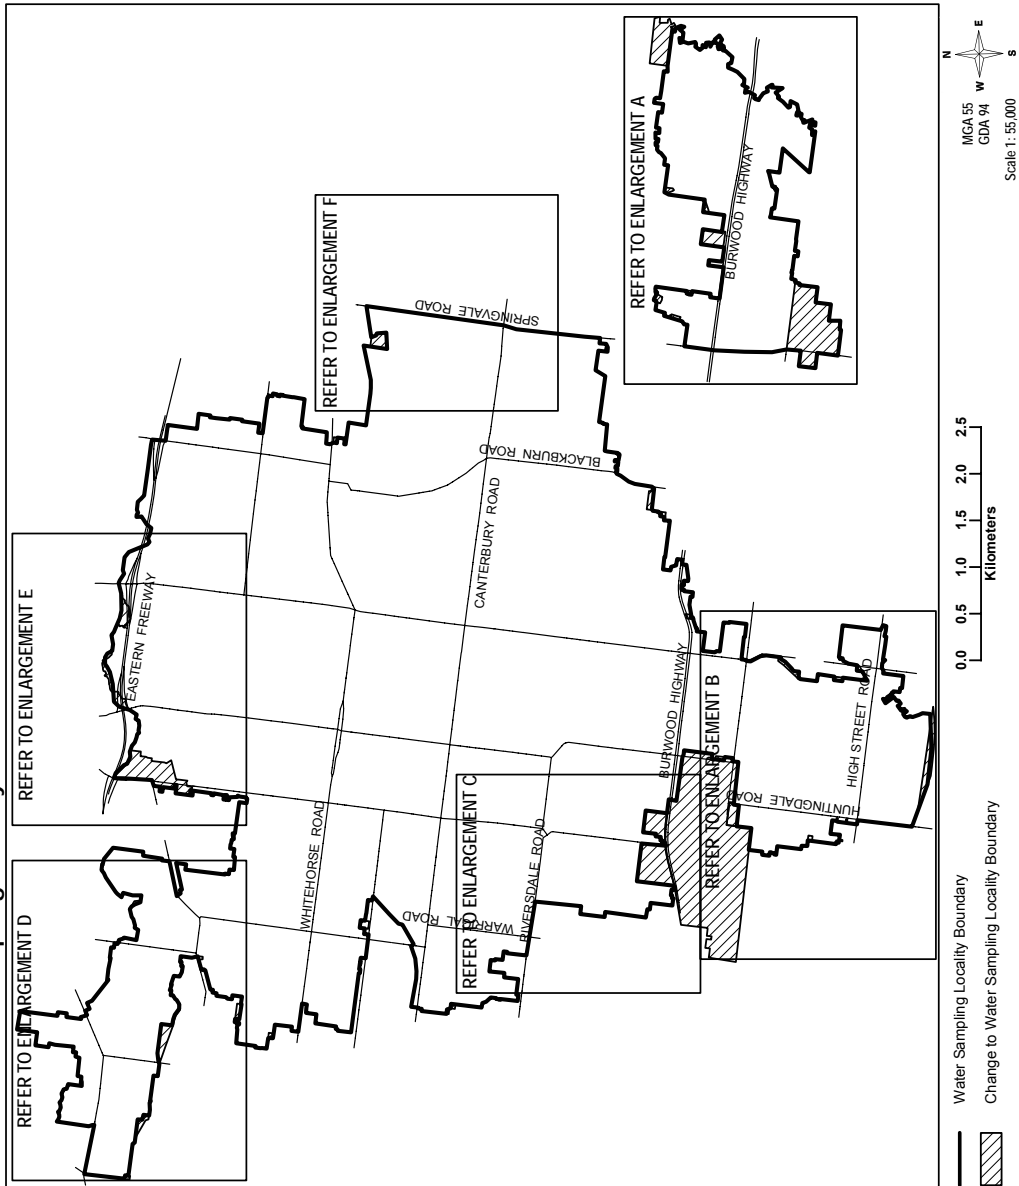 REFER TO ENLARGEMENT D
REFER TO ENLARGEMENT E
REFER TO ENLARGEMENT F
REFER TO ENLARGEMENT A
REFER TO ENLARGEMENT C
REFER TO ENLARGEMENT B
EASTERN FREEWAY
WHITEHORSE ROAD
CANTERBURY ROAD
SPRINGVALE ROAD
BLACKBURN ROAD
WARRIGAL ROAD
RIVERSDALE ROAD
BURWOOD HIGHWAY
BURWOOD HIGHWAY
HUNTINGDALE ROAD
HIGH STREET ROAD
Water Sampling Locality Boundary
Change to Water Sampling Locality Boundary
0.0 0.5 1.0 1.5 2.0 2.5
Kilometers
MGA 55
GDA 94
Scale 1: 55,000
N
E
W
S